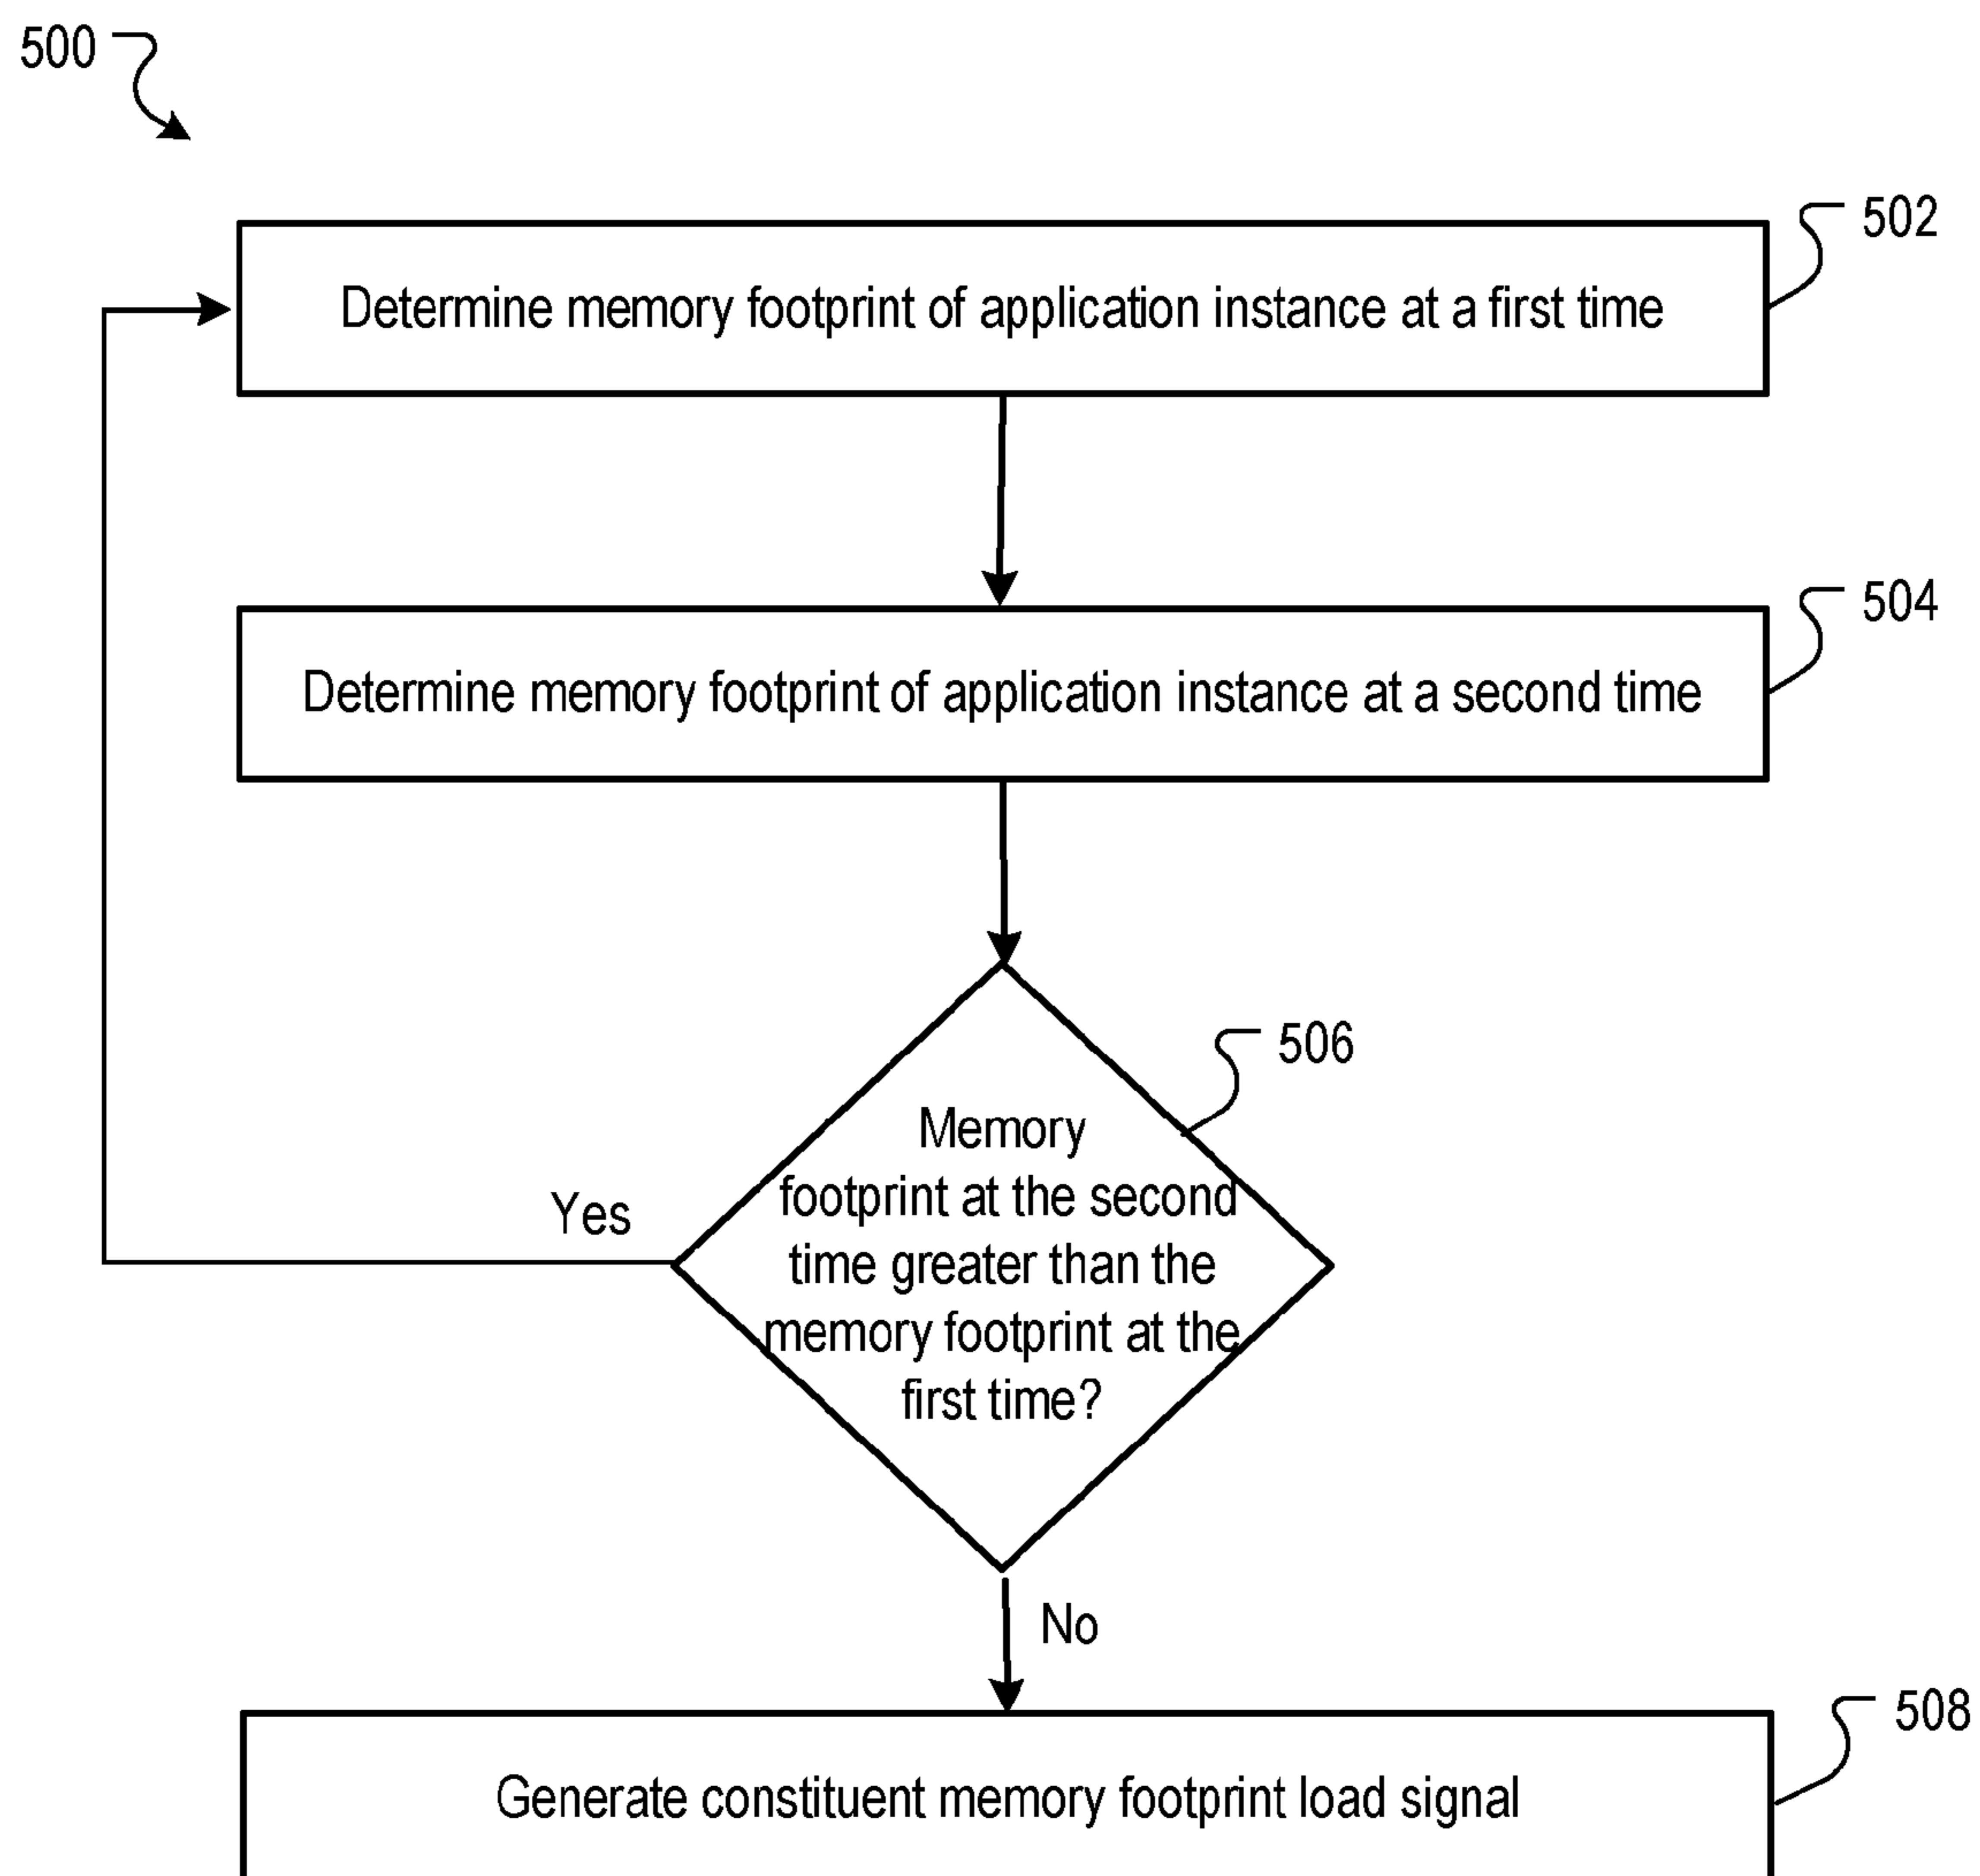 500
502
Determine memory footprint of application instance at a first time
504
Determine memory footprint of application instance at a second time
506
Memory
footprint at the second
time greater than the
memory footprint at the
first time?
Yes
No
508
Generate constituent memory footprint load signal